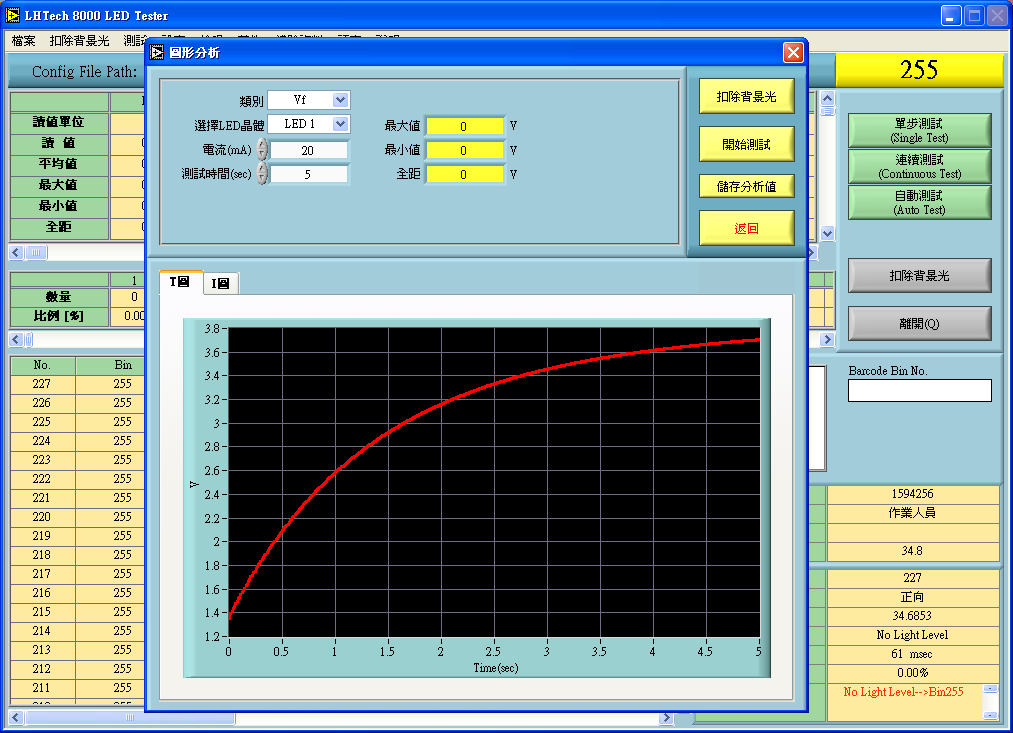 LHTech 8000 LED Tester
檔案 扣除背景光
圖形分析
Config File Path:
255
類別 Vf
選擇LED晶體 LED 1
電流(mA) 20
測試時間(sec) 5
最大值 0 V
最小值 0 V
全距 0 V
扣除背景光
開始測試
儲存分析值
返回
讀值單位
讀 值
平均值
最大值
最小值
全距
單步測試
(Single Test)
連續測試
(Continuous Test)
自動測試
(Auto Test)
扣除背景光
離開(Q)
1
數量 0
比例 [%] 0.00
T圖 I圖
No. Bin
227 255
226 255
225 255
224 255
223 255
222 255
221 255
220 255
219 255
218 255
217 255
216 255
215 255
214 255
213 255
212 255
211 255
V
3.8
3.6
3.4
3.2
3
2.8
2.6
2.4
2.2
2
1.8
1.6
1.4
1.2
0 0.5 1 1.5 2 2.5 3 3.5 4 4.5 5
Time(sec)
Barcode Bin No.
1594256
作業人員
34.8
227
正向
34.6853
No Light Level
61 msec
0.00%
No Light Level-->Bin255